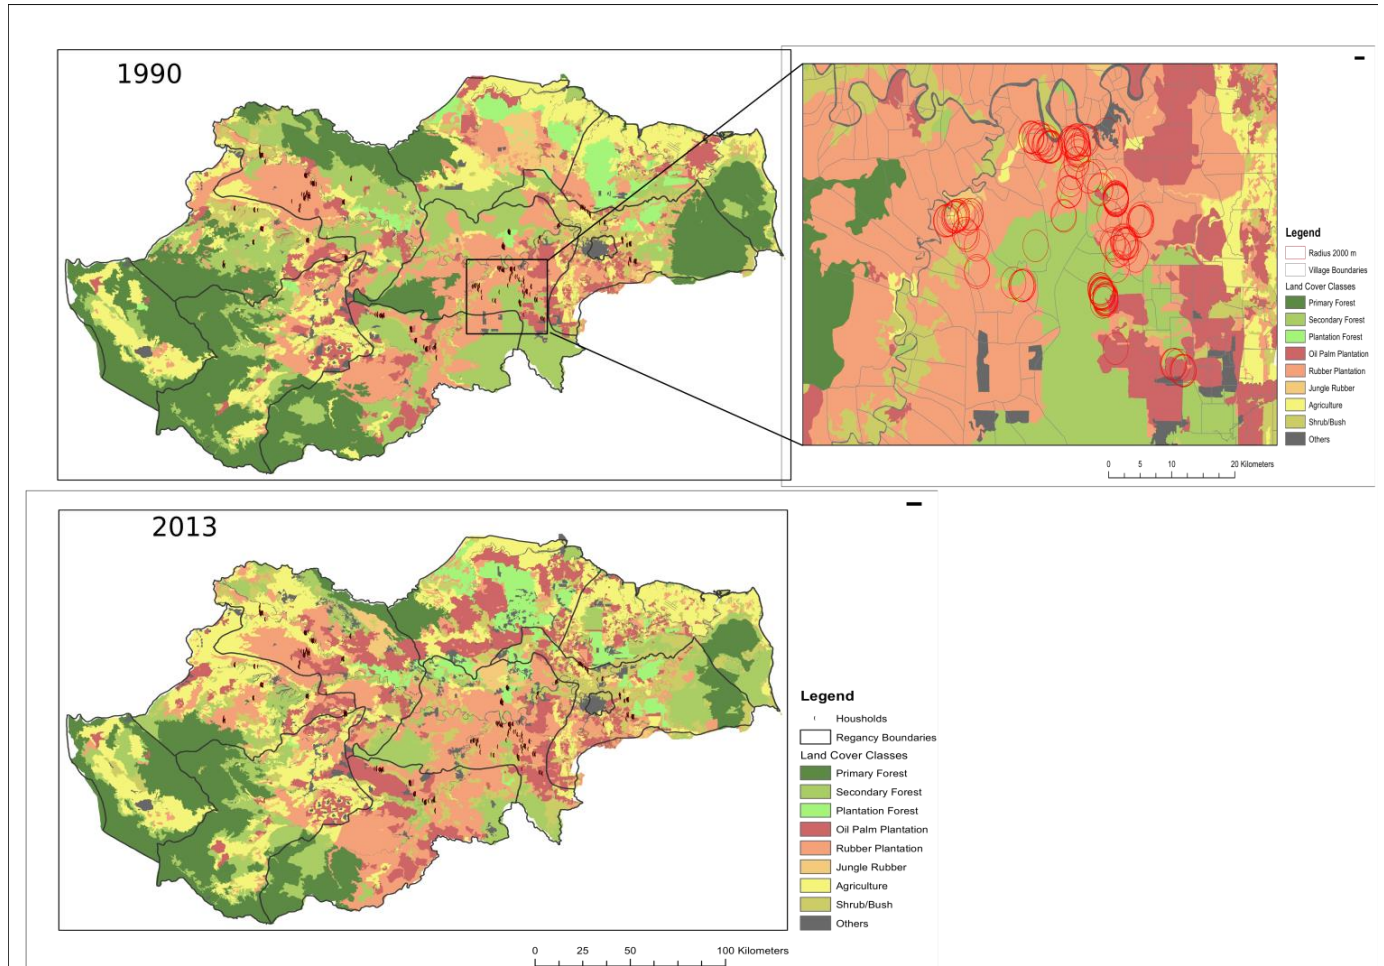 1990
Legend
Radius 2000 m
Village Boundaries
Land Cover Classes
Primary Forest
Secondary Forest
Plantation Forest
Oil Palm Plantation
Rubber Plantation
Jungle Rubber
Agriculture
Shrub/Bush
Others
0 5 10 20 Kilometers
2013
Legend
Housholds
Regancy Boundaries
Land Cover Classes
Primary Forest
Secondary Forest
Plantation Forest
Oil Palm Plantation
Rubber Plantation
Jungle Rubber
Agriculture
Shrub/Bush
Others
0 25 50 100 Kilometers